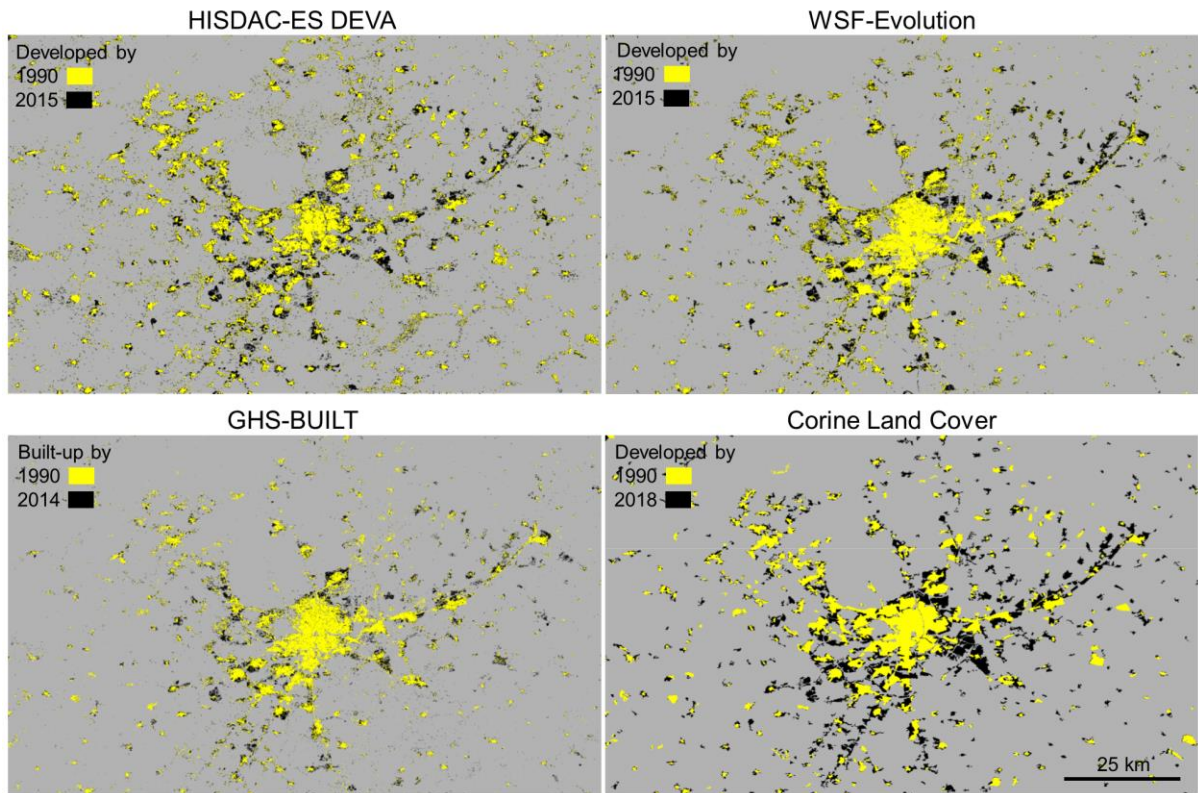 HISDAC-ES DEVA
WSF-Evolution
Developed by
1990
2015
Developed by
1990
2015
GHS-BUILT
Corine Land Cover
Built-up by
1990
2014
Developed by
1990
2018
25 km